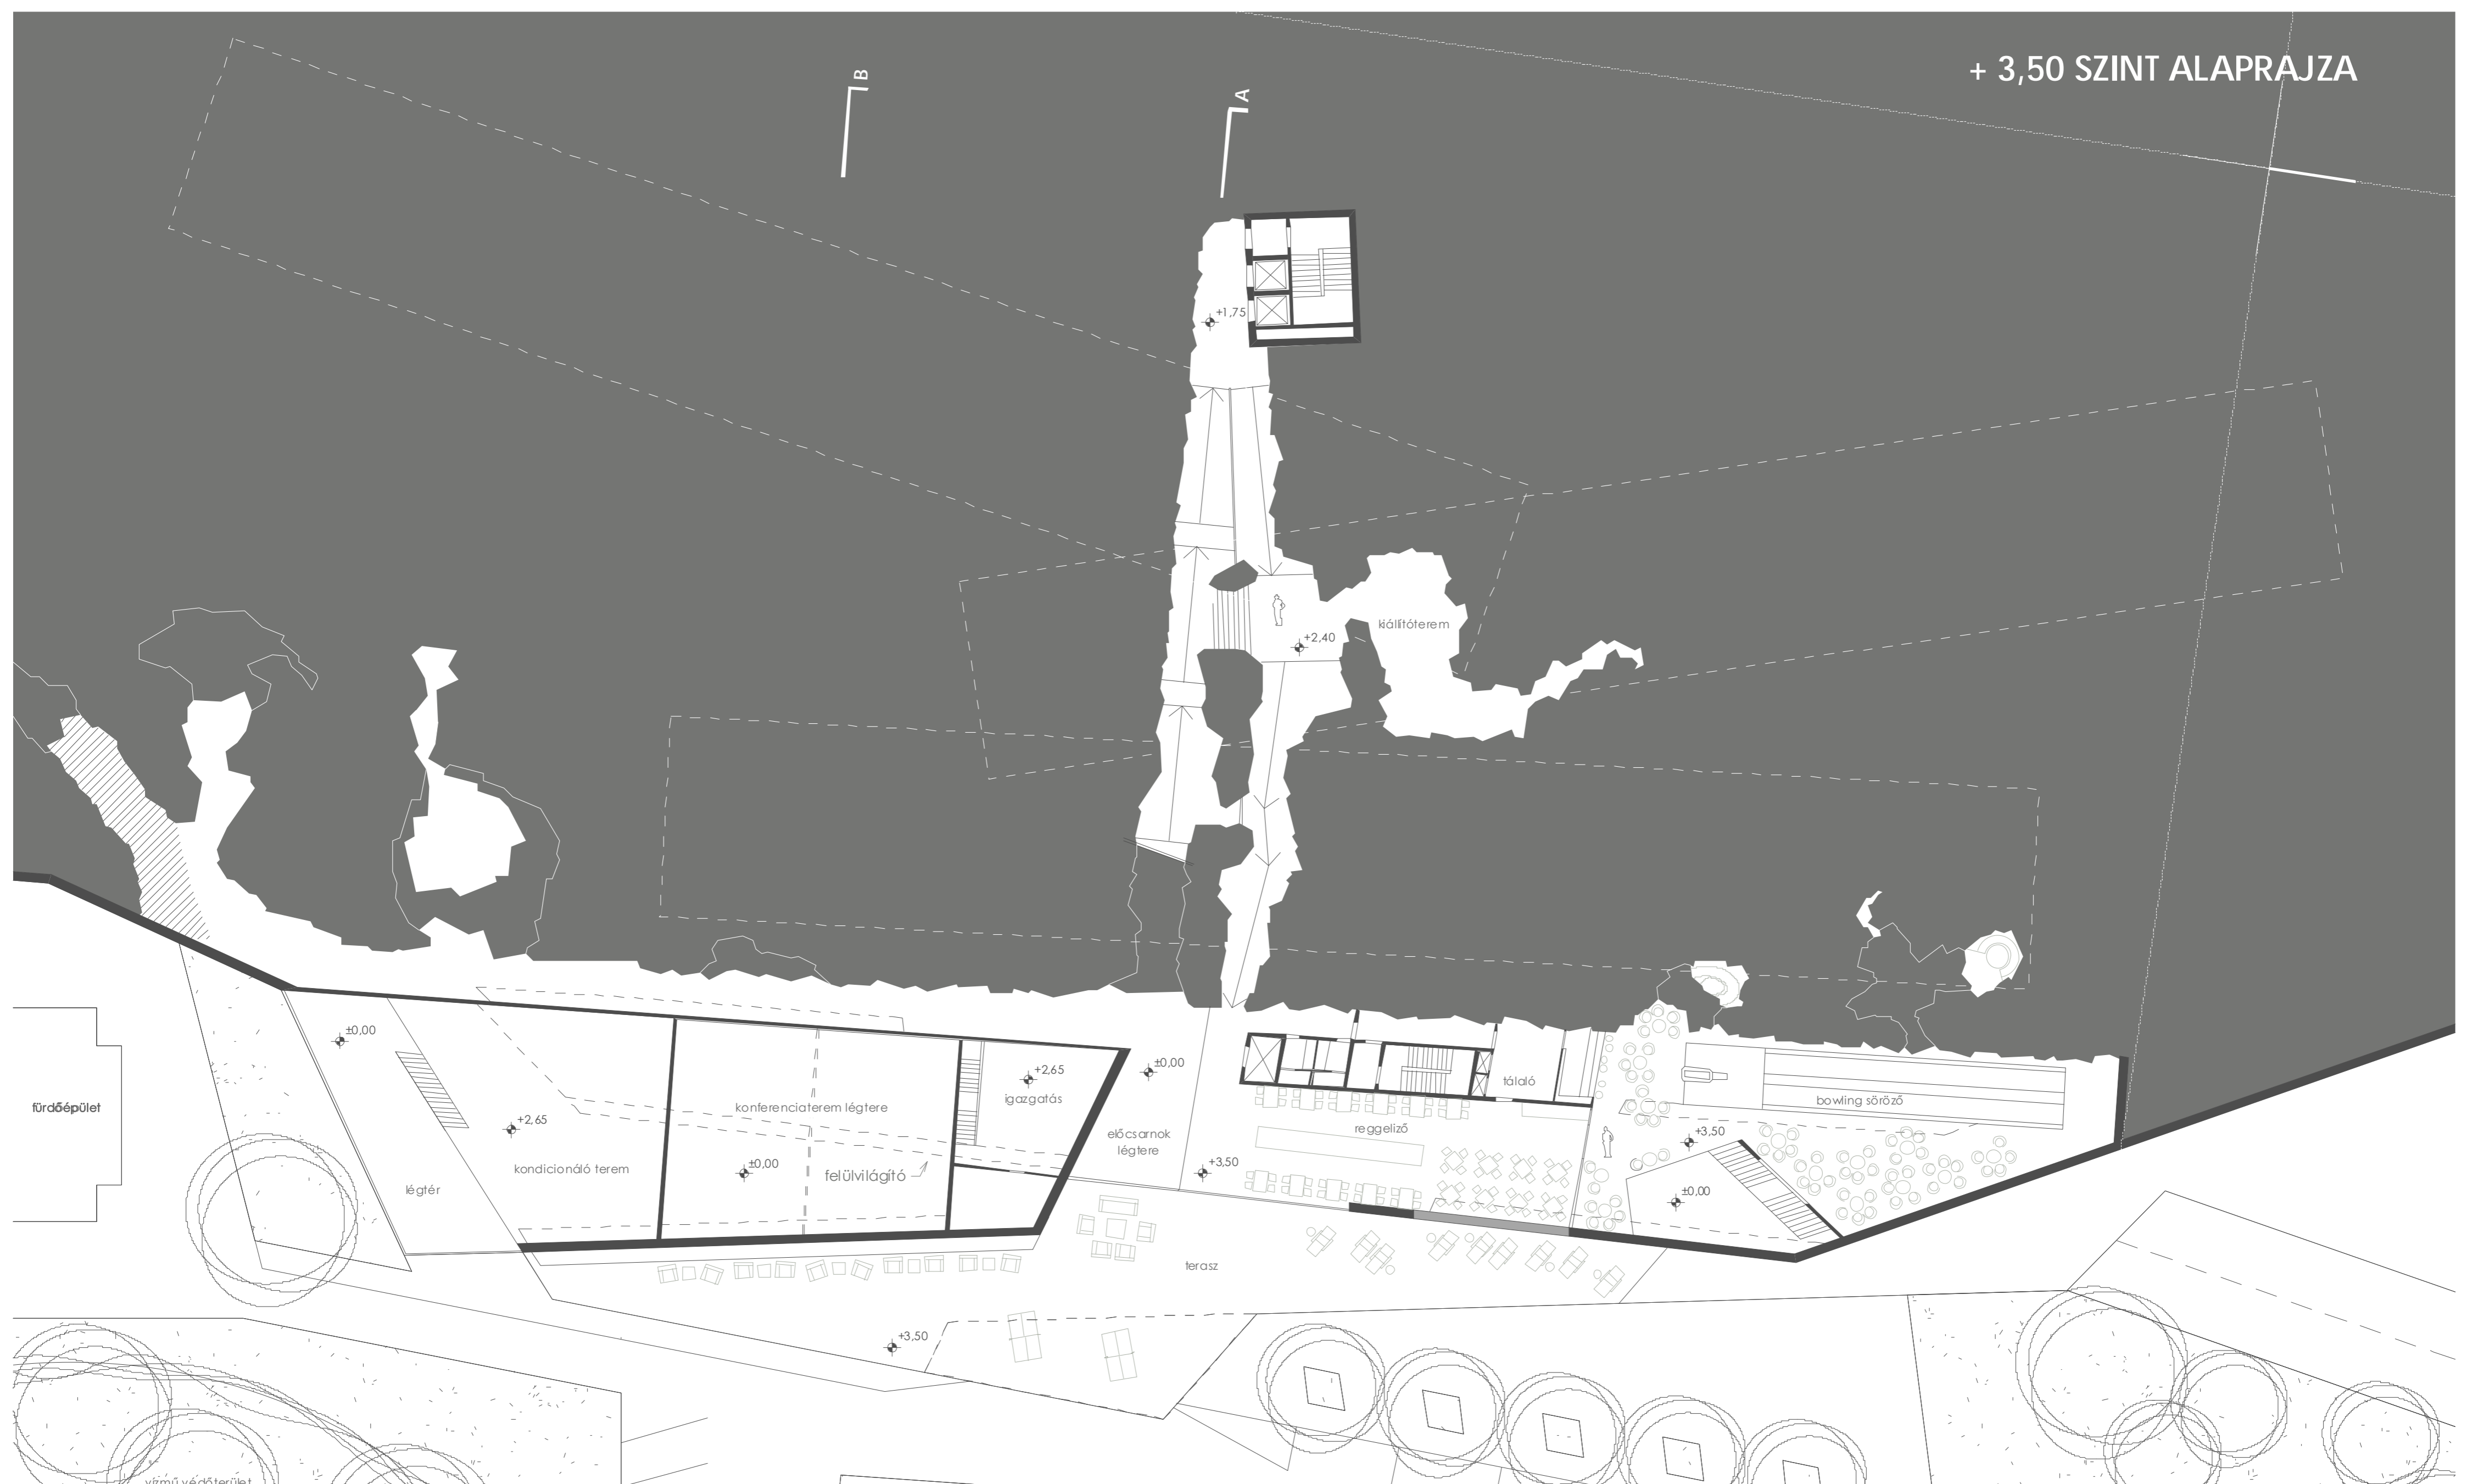 + 3,50 SZINT ALAPRAJZA
B
A
+1,75
kiállítóterem
+2,40
±0,00
+2,65
±0,00
igazgatás
fürdőépület
konferenciaterem légtere
tálaló
bowling söröző
+2,65
reggeliző
előcsarnok
légtere
+3,50
±0,00
+3,50
kondicionáló terem
felülvilágító
légtér
±0,00
terasz
+3,50
vízmű védőterület